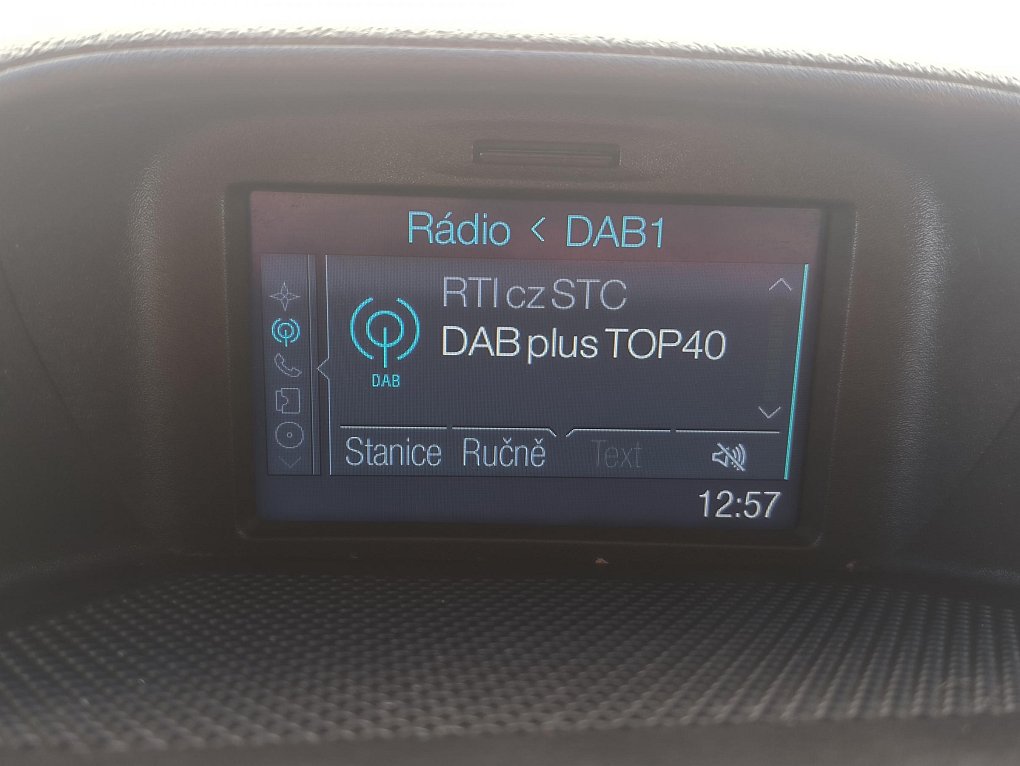 Rádio < DAB1
RTI cz STC
DAB plus TOP40
DAB
Stanice Ručně Text
12:57